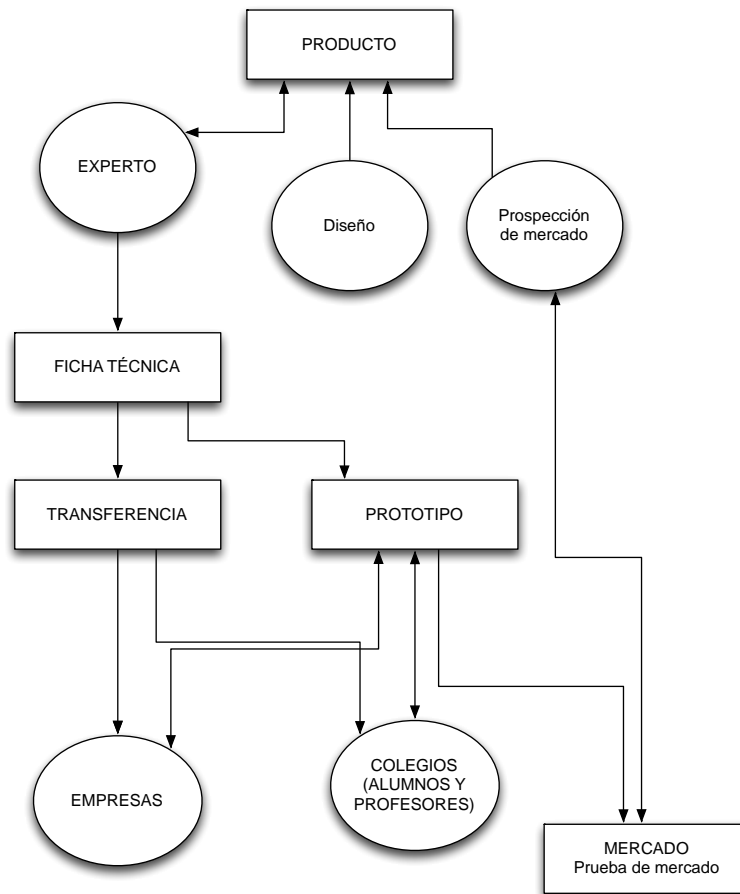 PRODUCTO
EXPERTO
Diseño
Prospección
de mercado
FICHA TÉCNICA
TRANSFERENCIA
PROTOTIPO
EMPRESAS
COLEGIOS
(ALUMNOS Y
PROFESORES)
MERCADO
Prueba de mercado